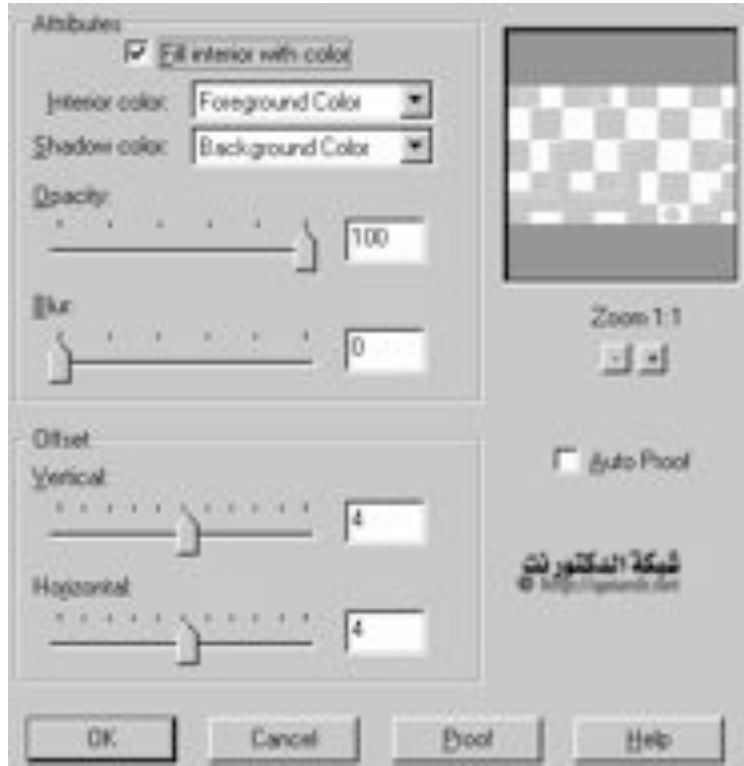 Attributes
Fill interior with color
Interior color: Foreground Color
Shadow color: Background Color
Opacity:
100
Blur:
0
Zoom 1:1
- +
Offset
Vertical:
4
Auto Proof
Horizontal:
4
شبكة الدكتور نت
OK Cancel Proof Help